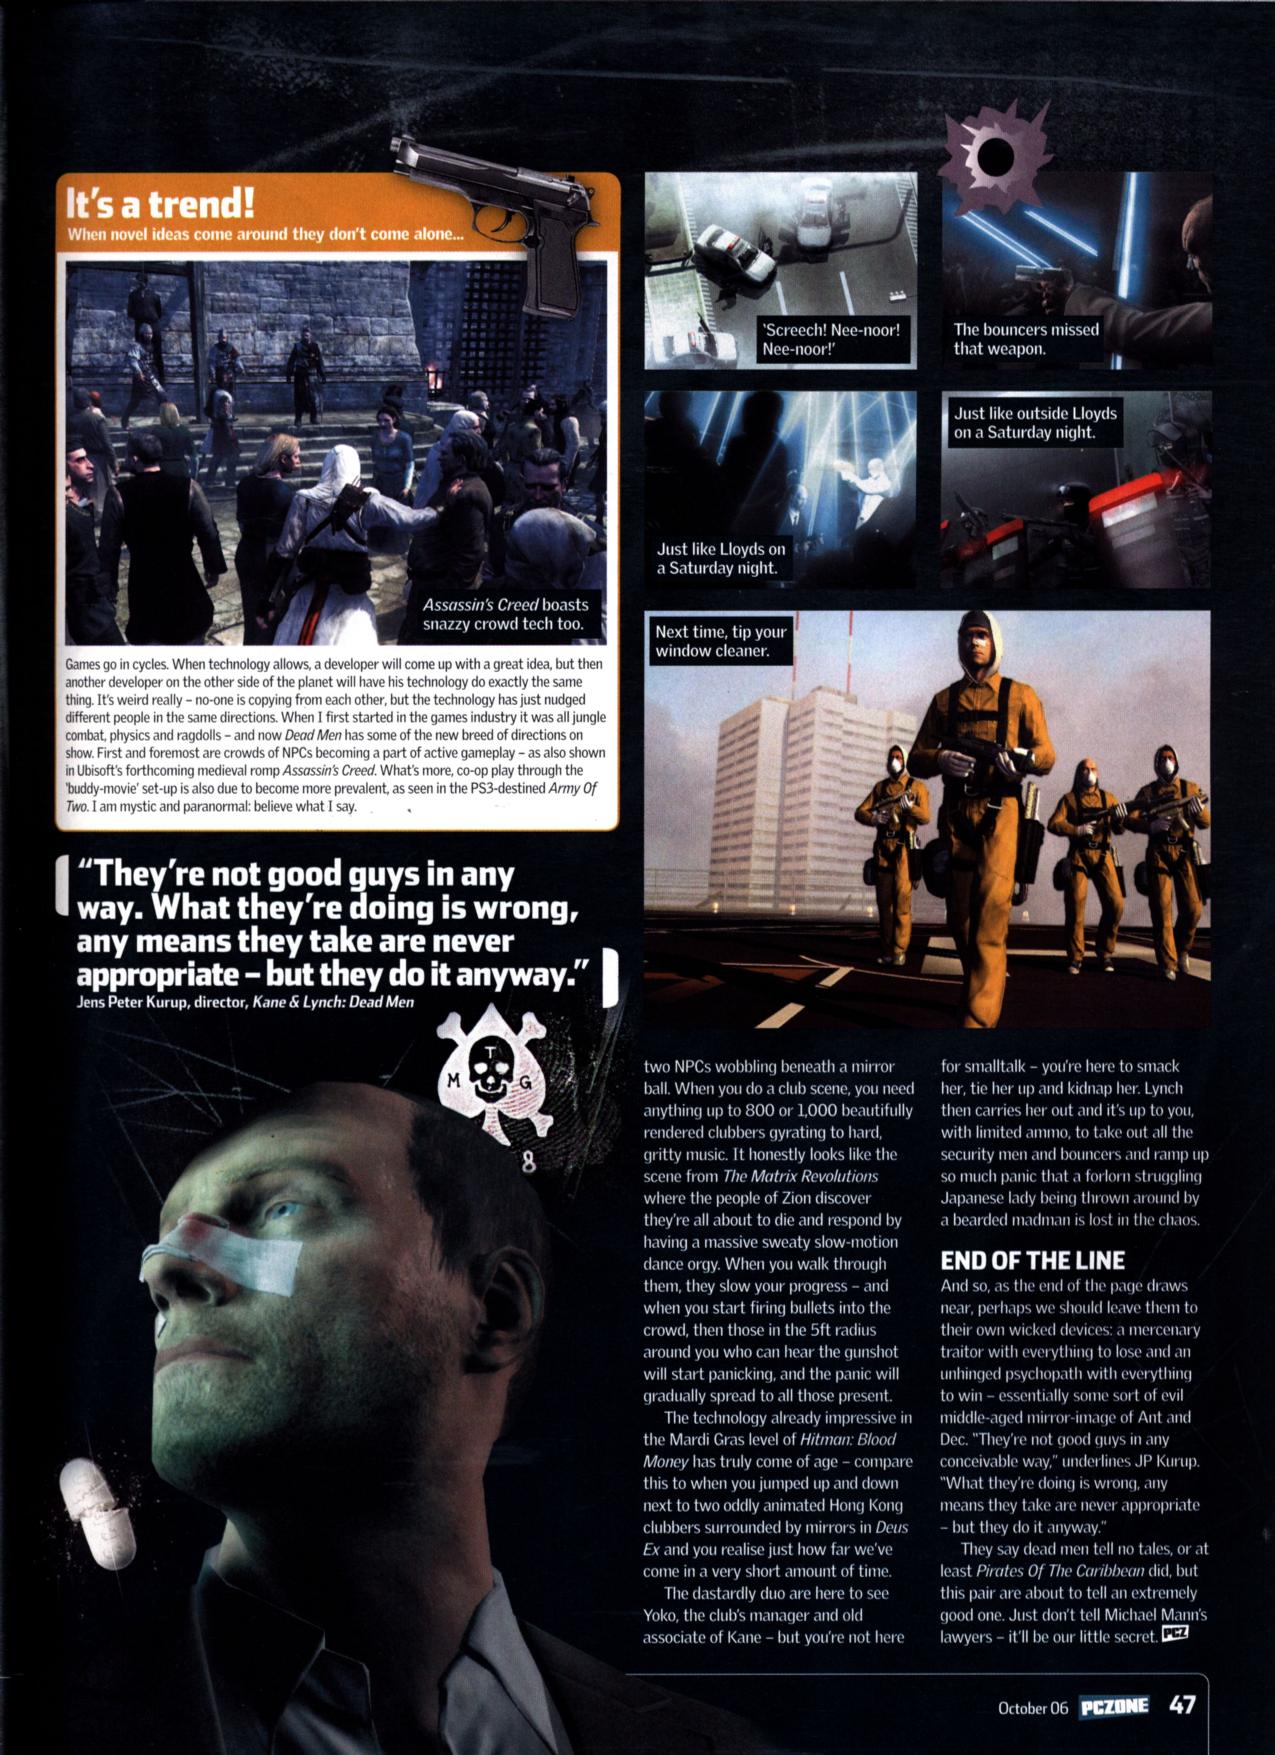 It's a trend!
When novel ideas come around they don't come alone...
Assassin's Creed boasts
snazzy crowd tech too.
Games go in cycles. When technology allows, a developer will come up with a great idea, but then
another developer on the other side of the planet will have his technology do exactly the same
thing. It's weird really – no-one is copying from each other, but the technology has just nudged
different people in the same directions. When I first started in the games industry it was all jungle
combat, physics and ragdolls – and now Dead Men has some of the new breed of directions on
show. First and foremost are crowds of NPCs becoming a part of active gameplay – as also shown
in Ubisoft's forthcoming medieval romp Assassin's Creed. What's more, co-op play through the
'buddy-movie' set-up is also due to become more prevalent, as seen in the PS3-destined Army Of
Two. I am mystic and paranormal: believe what I say.
"They're not good guys in any
way. What they're doing is wrong,
any means they take are never
appropriate – but they do it anyway."
Jens Peter Kurup, director, Kane & Lynch: Dead Men
T
M G
8
'Screech! Nee-noor!
Nee-noor!'
The bouncers missed
that weapon.
Just like Lloyds on
a Saturday night.
Just like outside Lloyds
on a Saturday night.
Next time, tip your
window cleaner.
two NPCs wobbling beneath a mirror
ball. When you do a club scene, you need
anything up to 800 or 1,000 beautifully
rendered clubbers gyrating to hard,
gritty music. It honestly looks like the
scene from The Matrix Revolutions
where the people of Zion discover
they're all about to die and respond by
having a massive sweaty slow-motion
dance orgy. When you walk through
them, they slow your progress – and
when you start firing bullets into the
crowd, then those in the 5ft radius
around you who can hear the gunshot
will start panicking, and the panic will
gradually spread to all those present.
The technology already impressive in
the Mardi Gras level of Hitman: Blood
Money has truly come of age – compare
this to when you jumped up and down
next to two oddly animated Hong Kong
clubbers surrounded by mirrors in Deus
Ex and you realise just how far we've
come in a very short amount of time.
The dastardly duo are here to see
Yoko, the club's manager and old
associate of Kane – but you're not here
for smalltalk – you're here to smack
her, tie her up and kidnap her. Lynch
then carries her out and it's up to you,
with limited ammo, to take out all the
security men and bouncers and ramp up
so much panic that a forlorn struggling
Japanese lady being thrown around by
a bearded madman is lost in the chaos.
END OF THE LINE
And so, as the end of the page draws
near, perhaps we should leave them to
their own wicked devices: a mercenary
traitor with everything to lose and an
unhinged psychopath with everything
to win – essentially some sort of evil
middle-aged mirror-image of Ant and
Dec. "They're not good guys in any
conceivable way," underlines JP Kurup.
"What they're doing is wrong, any
means they take are never appropriate
– but they do it anyway."
They say dead men tell no tales, or at
least Pirates Of The Caribbean did, but
this pair are about to tell an extremely
good one. Just don't tell Michael Mann's
lawyers – it'll be our little secret. PCZ
October 06 PCZONE 47